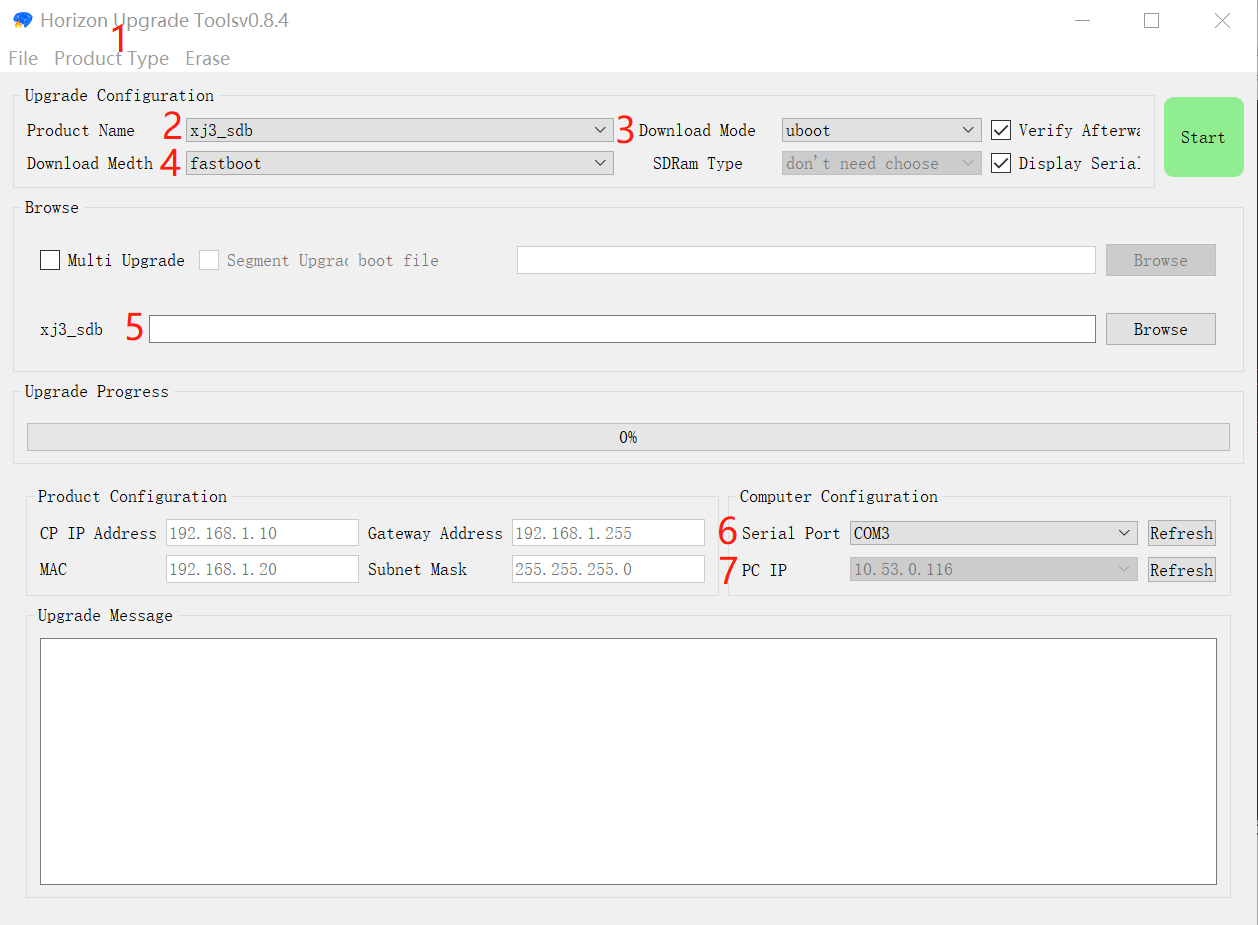 Horizon Upgrade Toolsv0.8.4
1
File Product Type Erase
Upgrade Configuration
Product Name 2 xj3_sdb 3 Download Mode uboot Verify Afterwa Start
Download Medth 4 fastboot SDRam Type don't need choose Display Serial
Browse
Multi Upgrade Segment Upgrac boot file Browse
xj3_sdb 5 Browse
Upgrade Progress
0%
Product Configuration Computer Configuration
CP IP Address 192.168.1.10 Gateway Address 192.168.1.255 6 Serial Port COM3 Refresh
MAC 192.168.1.20 Subnet Mask 255.255.255.0 7 PC IP 10.53.0.116 Refresh
Upgrade Message